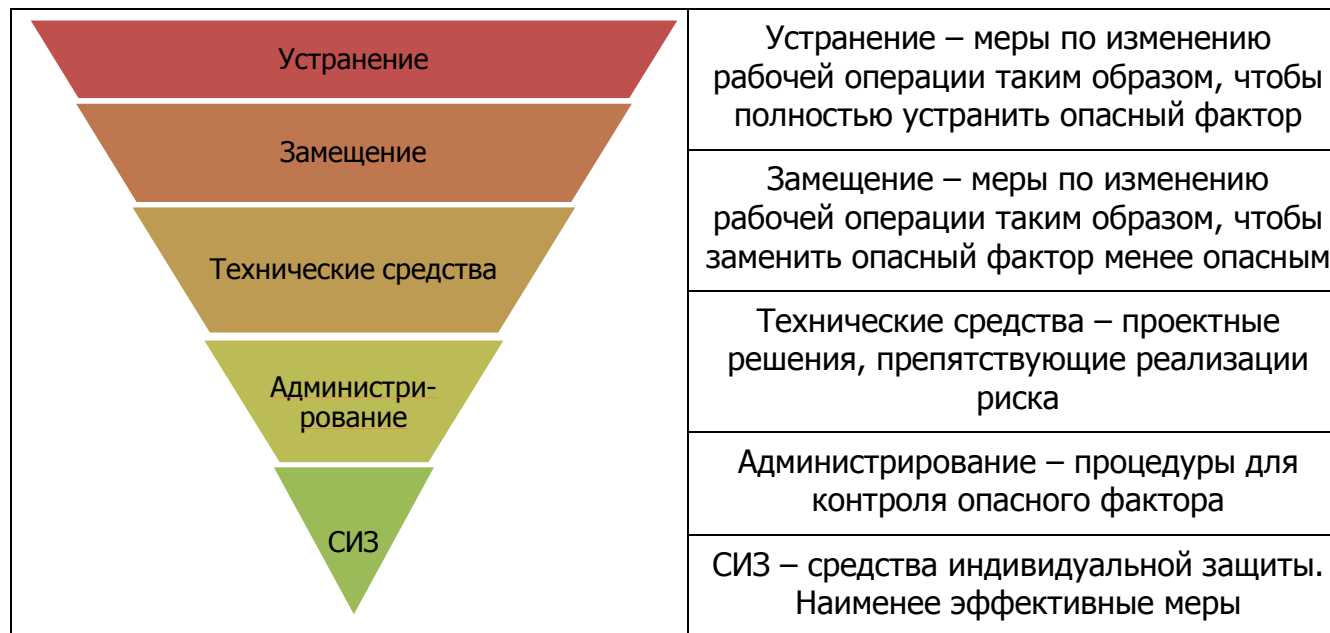 Устранение
Замещение
Технические средства
Администри-
рование
СИЗ
Устранение – меры по изменению
рабочей операции таким образом, чтобы
полностью устранить опасный фактор
Замещение – меры по изменению
рабочей операции таким образом, чтобы
заменить опасный фактор менее опасным
Технические средства – проектные
решения, препятствующие реализации
риска
Администрирование – процедуры для
контроля опасного фактора
СИЗ – средства индивидуальной защиты.
Наименее эффективные меры